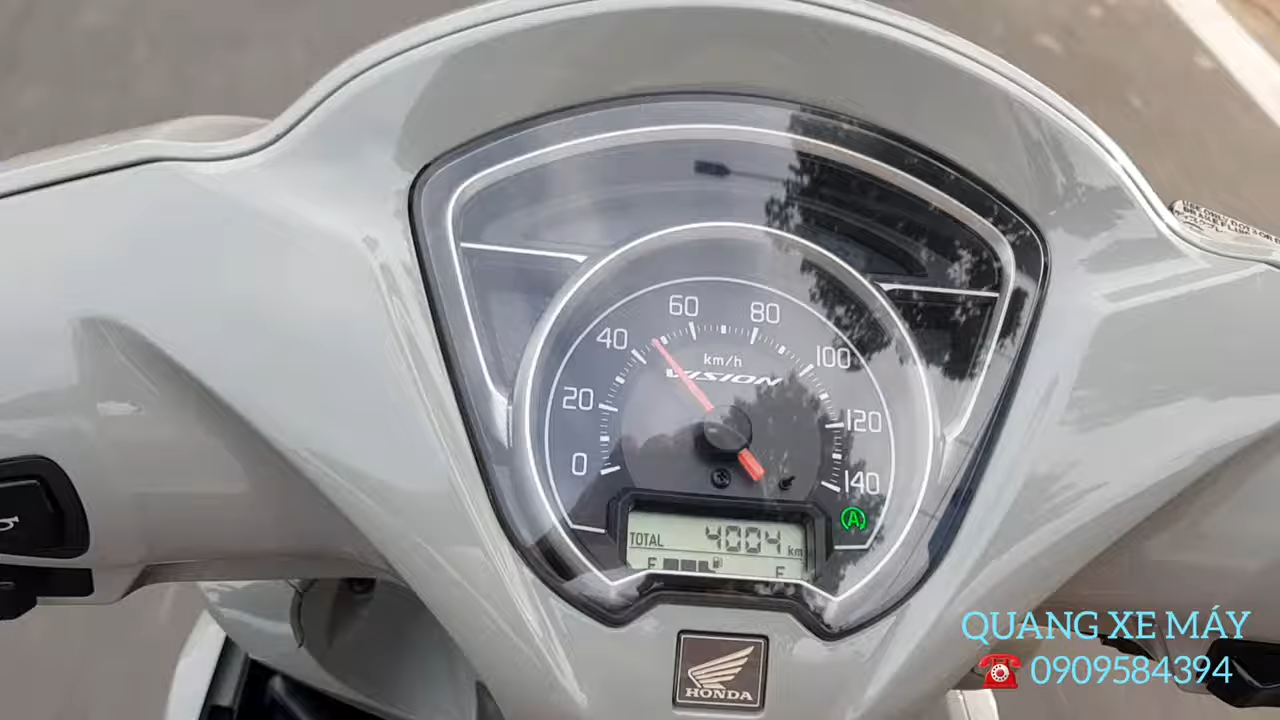 60
80
40
100
km/h
VISION
20
120
0
140
A
TOTAL 4004 km
E F
HONDA
QUANG XE MÁY
☎️ 0909584394